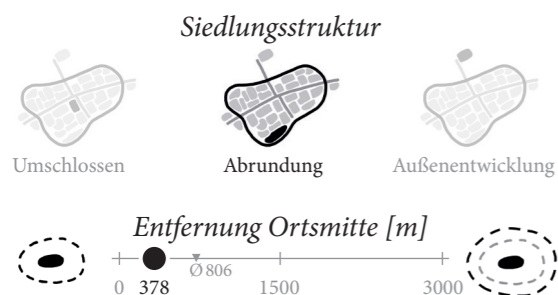 Siedlungsstruktur
Umschlossen Abrundung Außenentwicklung
Entfernung Ortsmitte [m]
Ø 806
0 378 1500 3000